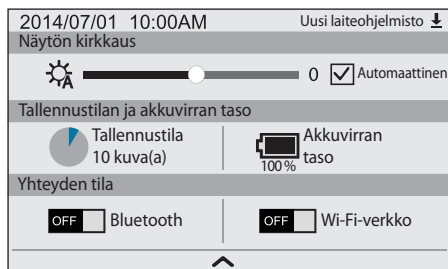 2014/07/01 10:00AM Uusi laiteohjelmisto
Näytön kirkkaus
A 0 Automaattinen
Tallennustilan ja akkuvirran taso
Tallennustila
10 kuva(a)
100% Akkuvirran
taso
Yhteyden tila
OFF Bluetooth OFF Wi-Fi-verkko